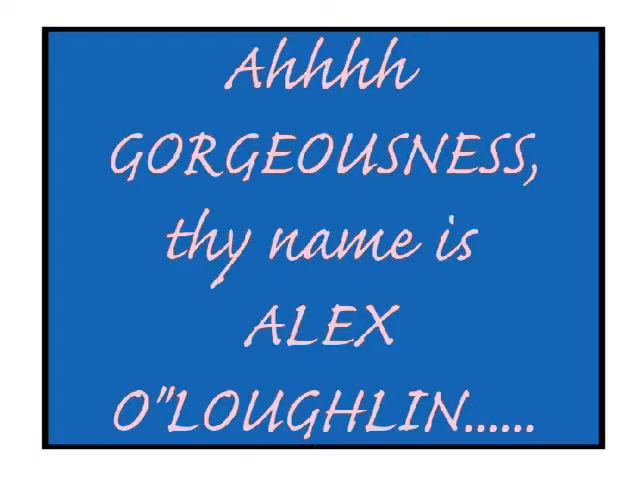 Ahhhh
GORGEOUSNESS,
thy name is
ALEX
O"LOUGHLIN......